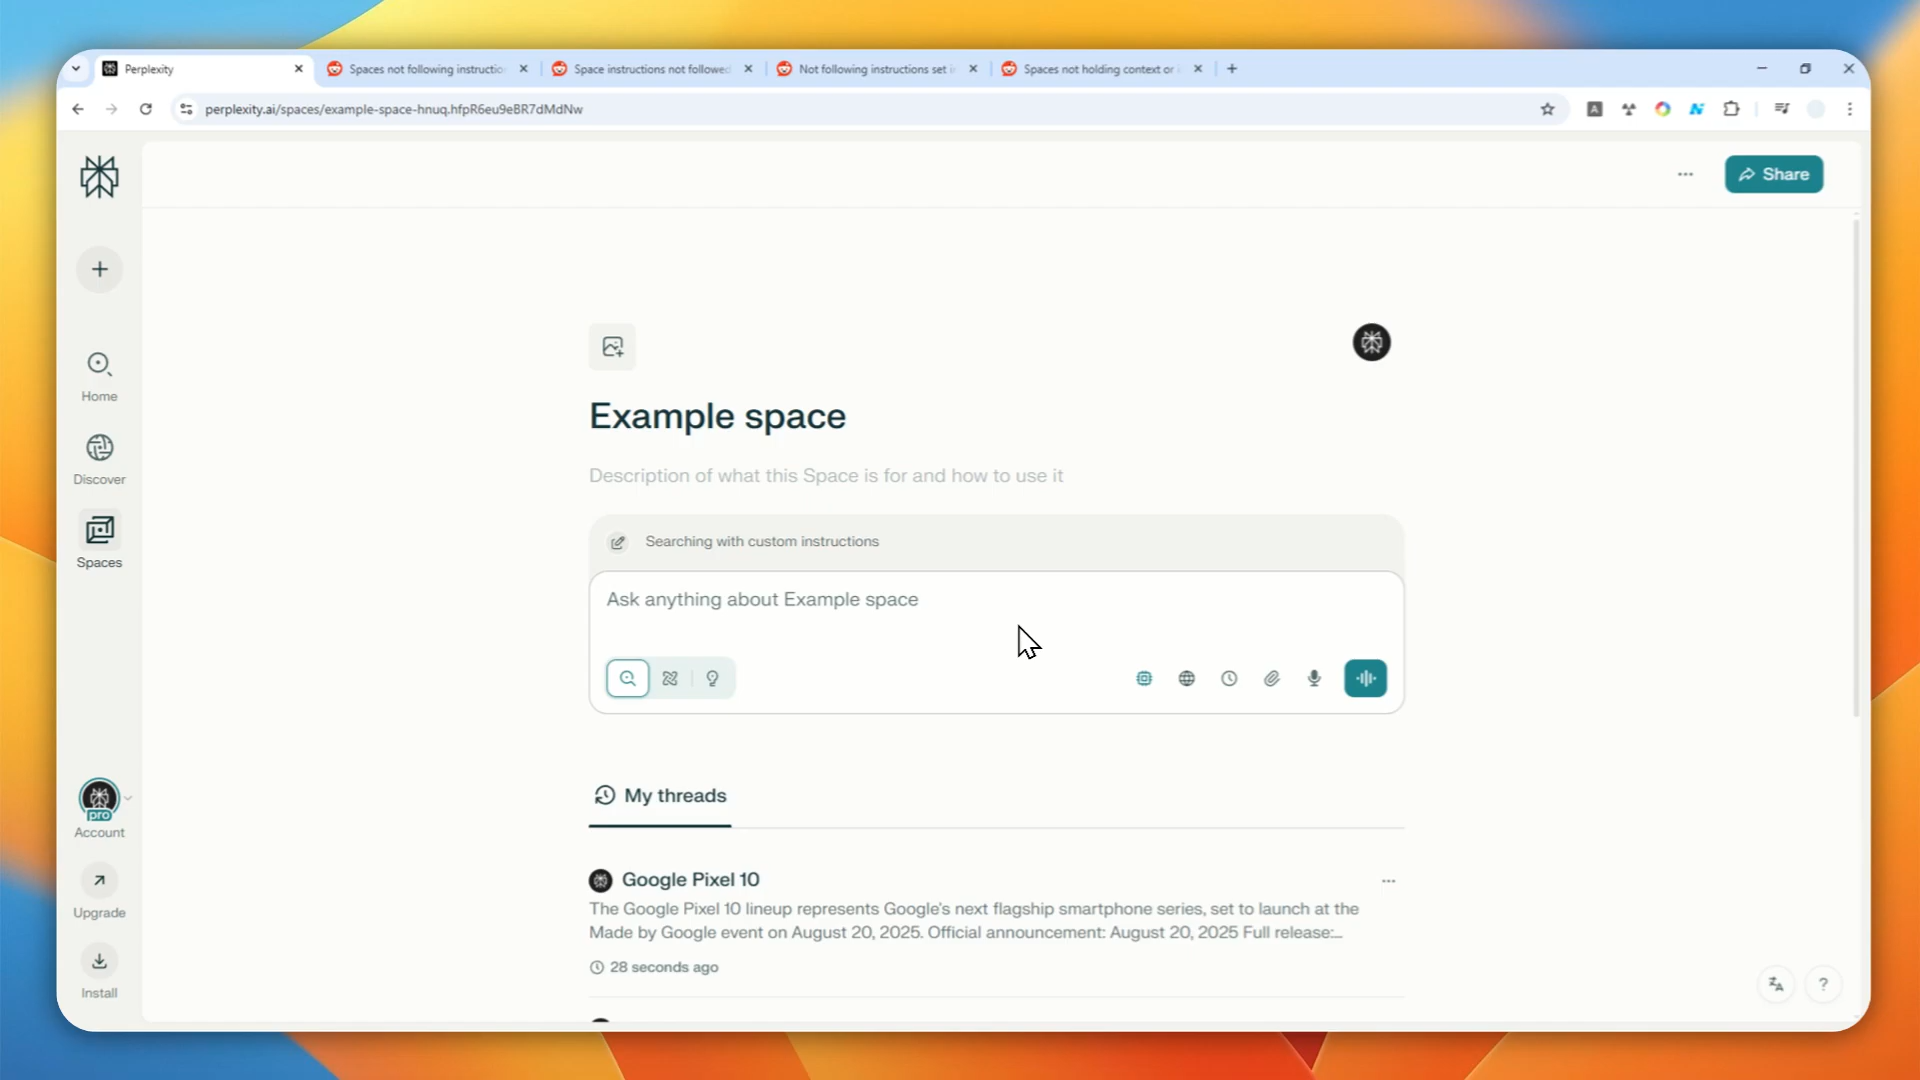 Perplexity
Spaces not following instructio
Space instructions not followed
Not following instructions set i
Spaces not holding context or
perplexity.ai/spaces/example-space-hnuq.hfpR6eu9eBR7dMdNw
Share
Home
Discover
Spaces
Example space
Description of what this Space is for and how to use it
Searching with custom instructions
Ask anything about Example space
My threads
Google Pixel 10
The Google Pixel 10 lineup represents Google's next flagship smartphone series, set to launch at the
Made by Google event on August 20, 2025. Official announcement: August 20, 2025 Full release:...
28 seconds ago
pro
Account
Upgrade
Install